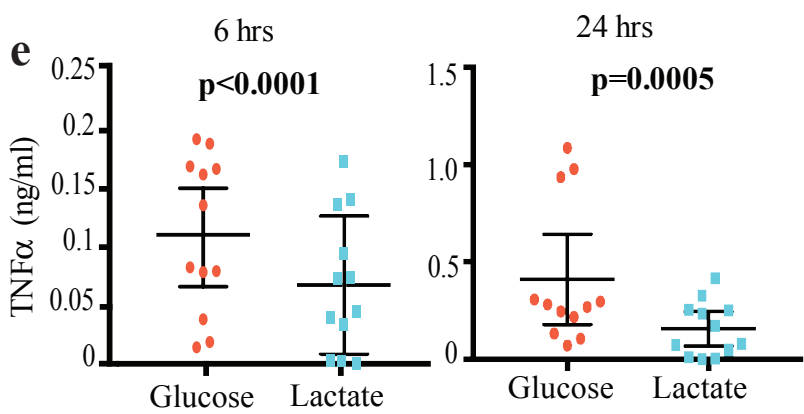 e
6 hrs
24 hrs
p<0.0001
p=0.0005
TNFα (ng/ml)
0.25
0.2
0.15
0.1
0.05
0
1.5
1.0
0.5
0
Glucose
Lactate
Glucose
Lactate